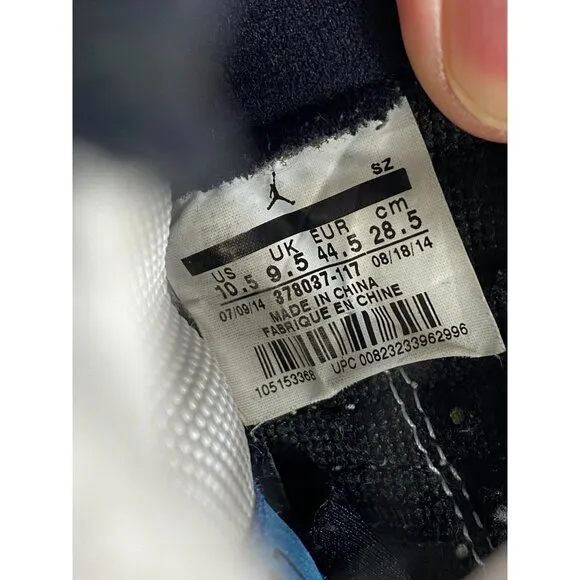 SZ
US UK EUR cm
10.5 9.5 44.5 28.5
07/09/14 378037-117 08/18/14
MADE IN CHINA
FABRIQUE EN CHINE
105153368 UPC 00823233962996